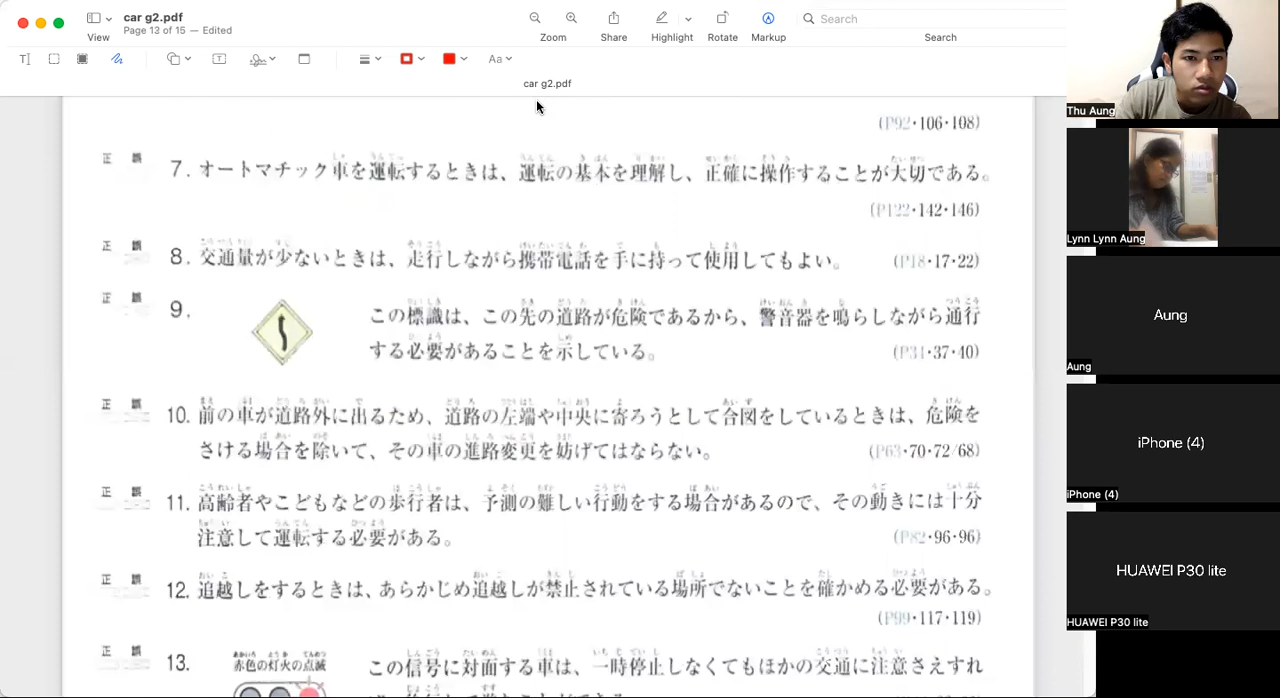 car g2.pdf
Page 13 of 15 — Edited
View
Zoom
Share
Highlight
Rotate
Markup
Search
Search
Aa
car g2.pdf
(P92・106・108)
正 誤 7. オートマチック車を運転するときは、運転の基本を理解し、正確に操作することが大切である。
(P122・142・146)
正 誤 8. 交通量が少ないときは、走行しながら携帯電話を手に持って使用してもよい。 (P18・17・22)
正 誤 9. この標識は、この先の道路が危険であるから、警音器を鳴らしながら通行
する必要があることを示している。 (P31・37・40)
正 誤 10. 前の車が道路外に出るため、道路の左端や中央に寄ろうとして合図をしているときは、危険を
さける場合を除いて、その車の進路変更を妨げてはならない。 (P63・70・72/68)
正 誤 11. 高齢者やこどもなどの歩行者は、予測の難しい行動をする場合があるので、その動きには十分
注意して運転する必要がある。 (P82・96・96)
正 誤 12. 追越しをするときは、あらかじめ追越しが禁止されている場所でないことを確かめる必要がある。
(P99・117・119)
正 誤 13. 赤色の灯火の点滅 この信号に対面する車は、一時停止しなくてもほかの交通に注意さえすれ
Thu Aung
Lynn Lynn Aung
Aung
Aung
iPhone (4)
iPhone (4)
HUAWEI P30 lite
HUAWEI P30 lite